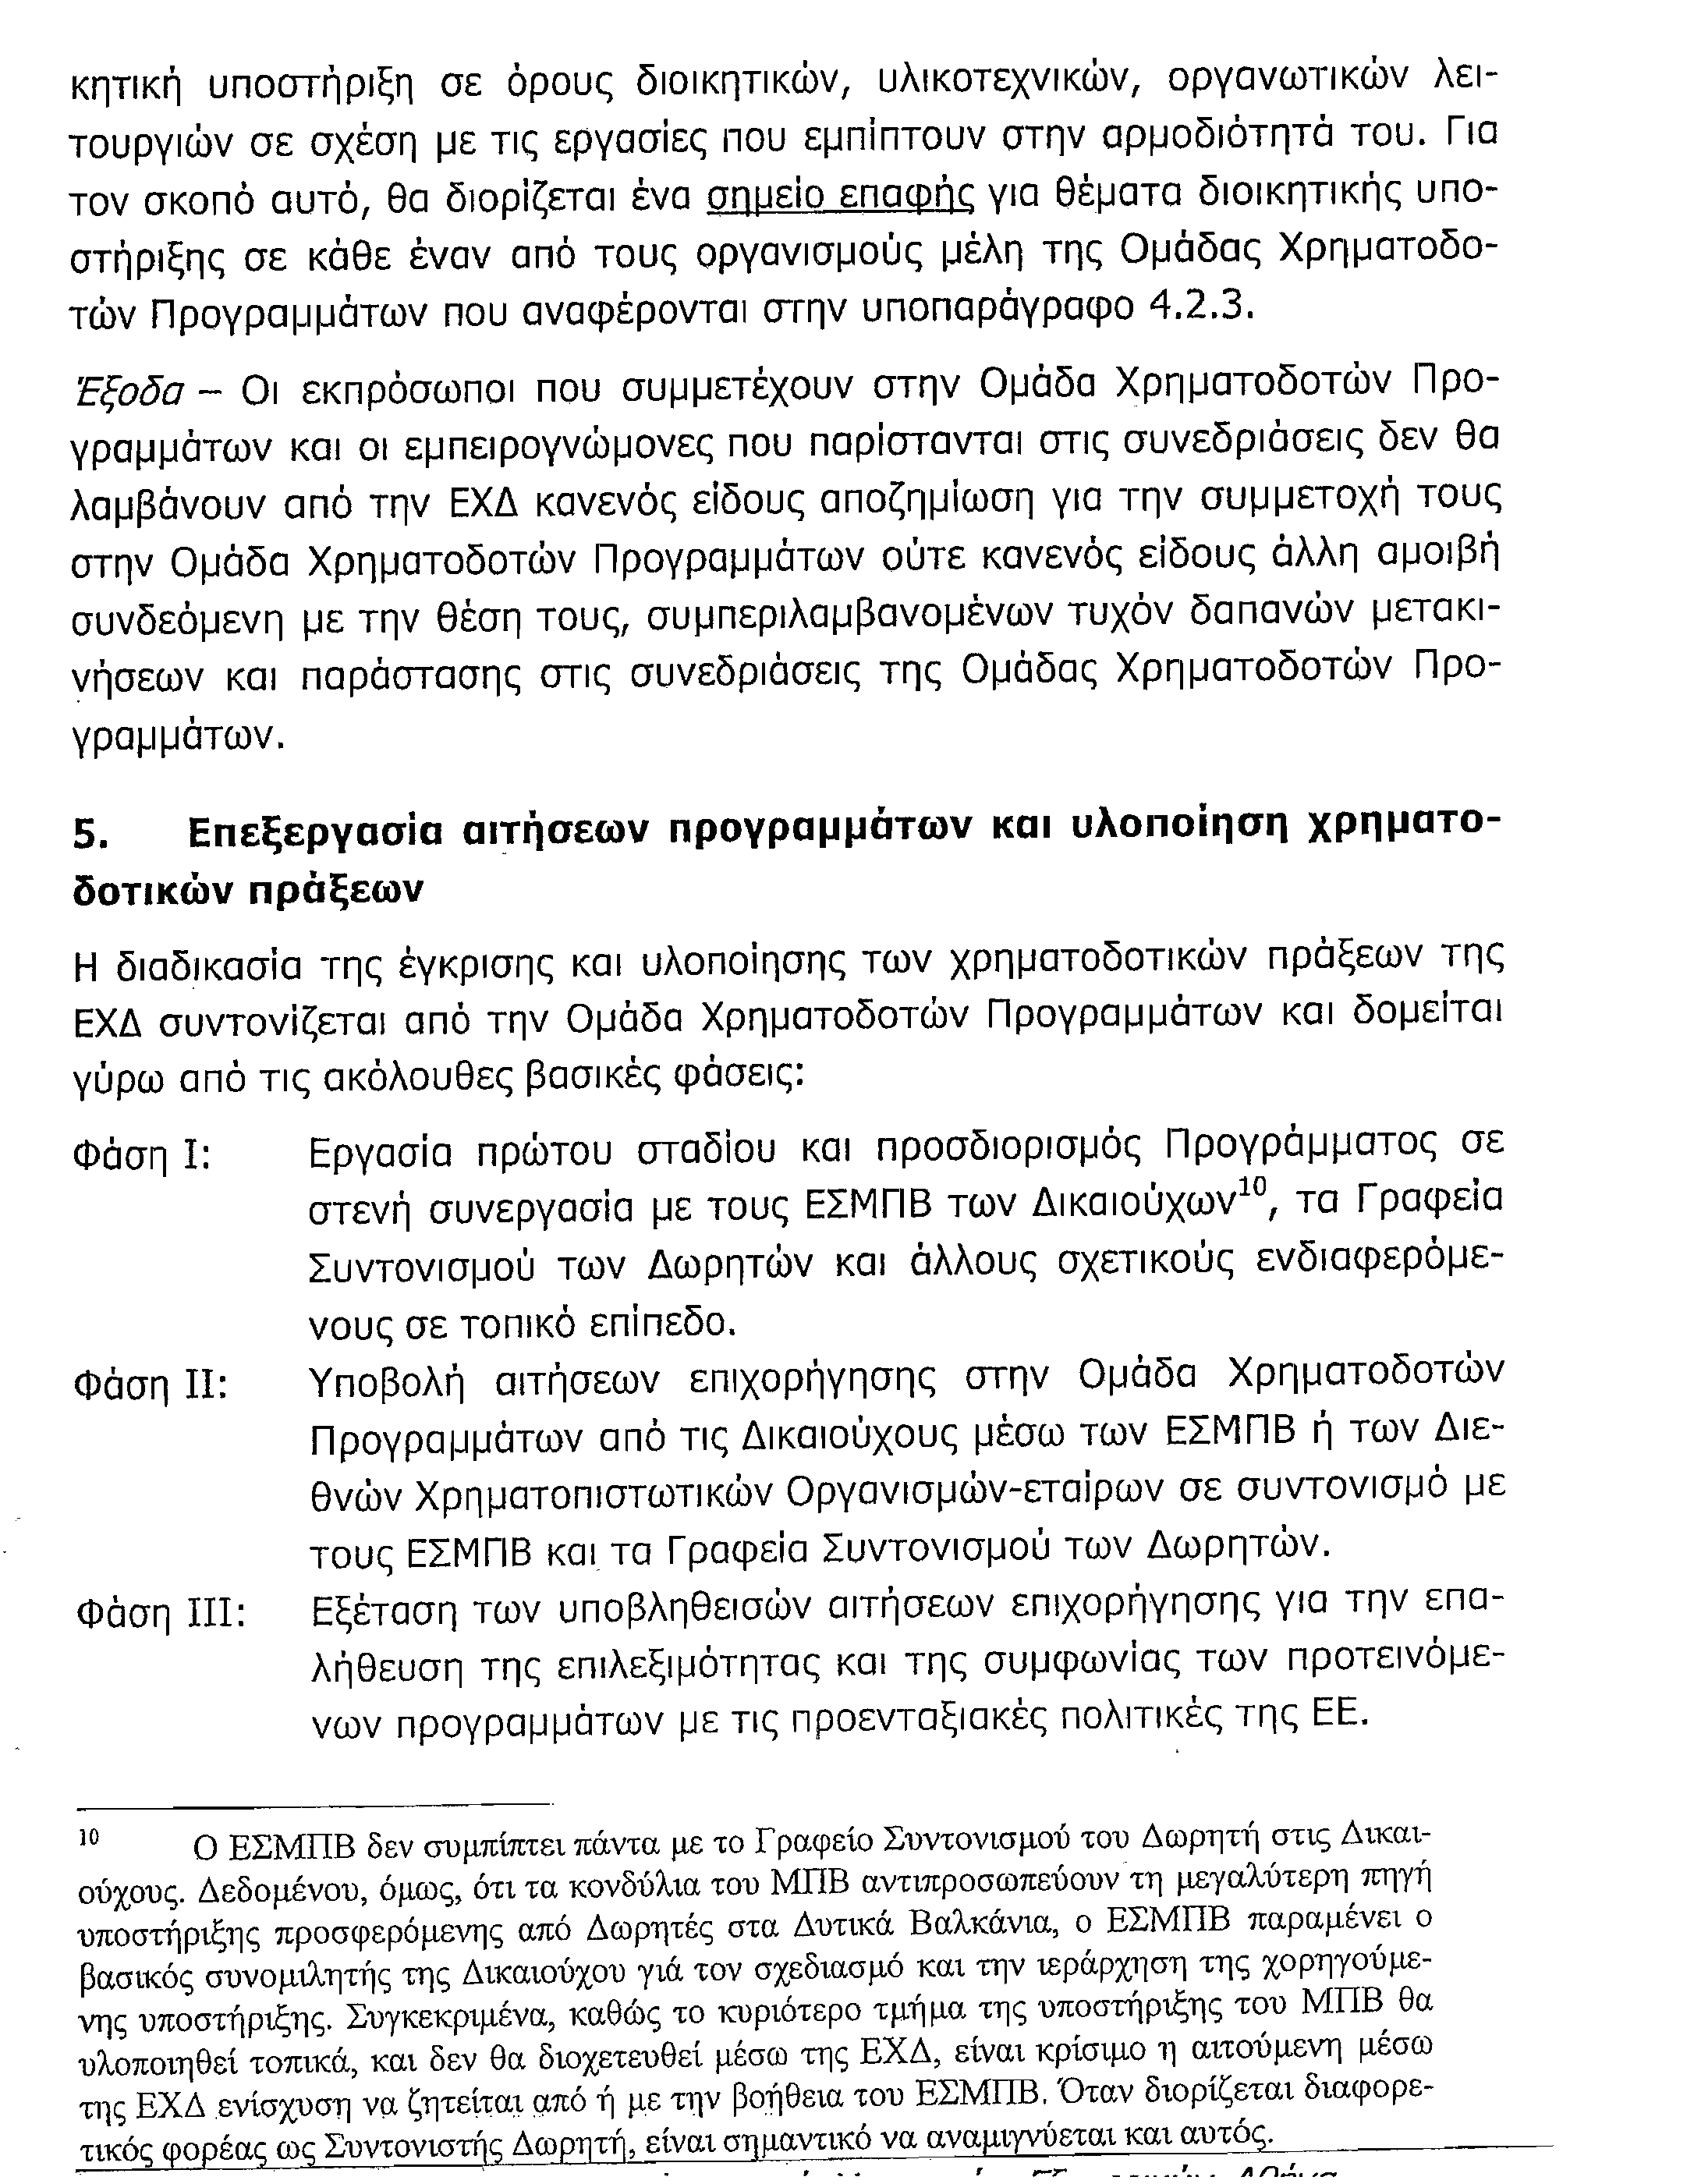 κητική υποστήριξη σε όρους διοικητικών, υλικοτεχνικών, οργανωτικών λει-
τουργιών σε σχέση με τις εργασίες που εμπίπτουν στην αρμοδιότητά του. Για
τον σκοπό αυτό, θα διορίζεται ένα σημείο επαφής για θέματα διοικητικής υπο-
στήριξης σε κάθε έναν από τους οργανισμούς μέλη της Ομάδας Χρηματοδο-
τών Προγραμμάτων που αναφέρονται στην υποπαράγραφο 4.2.3.
Έξοδα – Οι εκπρόσωποι που συμμετέχουν στην Ομάδα Χρηματοδοτών Προ-
γραμμάτων και οι εμπειρογνώμονες που παρίστανται στις συνεδριάσεις δεν θα
λαμβάνουν από την ΕΧΔ κανενός είδους αποζημίωση για την συμμετοχή τους
στην Ομάδα Χρηματοδοτών Προγραμμάτων ούτε κανενός είδους άλλη αμοιβή
συνδεόμενη με την θέση τους, συμπεριλαμβανομένων τυχόν δαπανών μετακι-
νήσεων και παράστασης στις συνεδριάσεις της Ομάδας Χρηματοδοτών Προ-
γραμμάτων.
5. Επεξεργασία αιτήσεων προγραμμάτων και υλοποίηση χρηματο-
δοτικών πράξεων
Η διαδικασία της έγκρισης και υλοποίησης των χρηματοδοτικών πράξεων της
ΕΧΔ συντονίζεται από την Ομάδα Χρηματοδοτών Προγραμμάτων και δομείται
γύρω από τις ακόλουθες βασικές φάσεις:
Φάση I: Εργασία πρώτου σταδίου και προσδιορισμός Προγράμματος σε
στενή συνεργασία με τους ΕΣΜΠΒ των Δικαιούχων¹⁰, τα Γραφεία
Συντονισμού των Δωρητών και άλλους σχετικούς ενδιαφερόμε-
νους σε τοπικό επίπεδο.
Φάση II: Υποβολή αιτήσεων επιχορήγησης στην Ομάδα Χρηματοδοτών
Προγραμμάτων από τις Δικαιούχους μέσω των ΕΣΜΠΒ ή των Διε-
θνών Χρηματοπιστωτικών Οργανισμών-εταίρων σε συντονισμό με
τους ΕΣΜΠΒ και τα Γραφεία Συντονισμού των Δωρητών.
Φάση III: Εξέταση των υποβληθεισών αιτήσεων επιχορήγησης για την επα-
λήθευση της επιλεξιμότητας και της συμφωνίας των προτεινόμε-
νων προγραμμάτων με τις προενταξιακές πολιτικές της ΕΕ.
¹⁰ Ο ΕΣΜΠΒ δεν συμπίπτει πάντα με το Γραφείο Συντονισμού του Δωρητή στις Δικαι-
ούχους. Δεδομένου, όμως, ότι τα κονδύλια του ΜΠΒ αντιπροσωπεύουν τη μεγαλύτερη πηγή
υποστήριξης προσφερόμενης από Δωρητές στα Δυτικά Βαλκάνια, ο ΕΣΜΠΒ παραμένει ο
βασικός συνομιλητής της Δικαιούχου γιά τον σχεδιασμό και την ιεράρχηση της χορηγούμε-
νης υποστήριξης. Συγκεκριμένα, καθώς το κυριότερο τμήμα της υποστήριξης του ΜΠΒ θα
υλοποιηθεί τοπικά, και δεν θα διοχετευθεί μέσω της ΕΧΔ, είναι κρίσιμο η αιτούμενη μέσω
της ΕΧΔ ενίσχυση να ζητείται από ή με την βοήθεια του ΕΣΜΠΒ. Όταν διορίζεται διαφορε-
τικός φορέας ως Συντονιστής Δωρητή, είναι σημαντικό να αναμιγνύεται και αυτός.